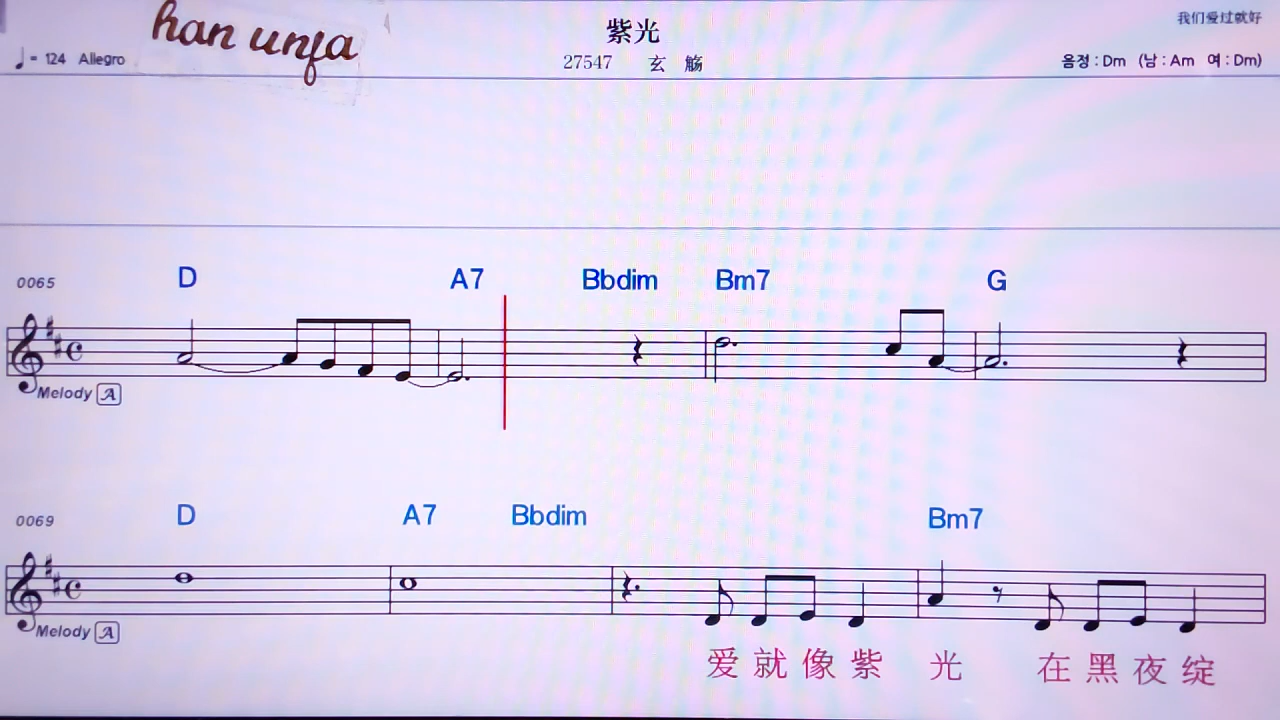 han unja
紫光
我们爱过就好
♩= 124 Allegro
27547 玄觞
음정 : Dm (남 : Am 여 : Dm)
0065 D A7 Bbdim Bm7 G
Melody A
0069 D A7 Bbdim Bm7
Melody A
爱就像紫光 在黑夜绽